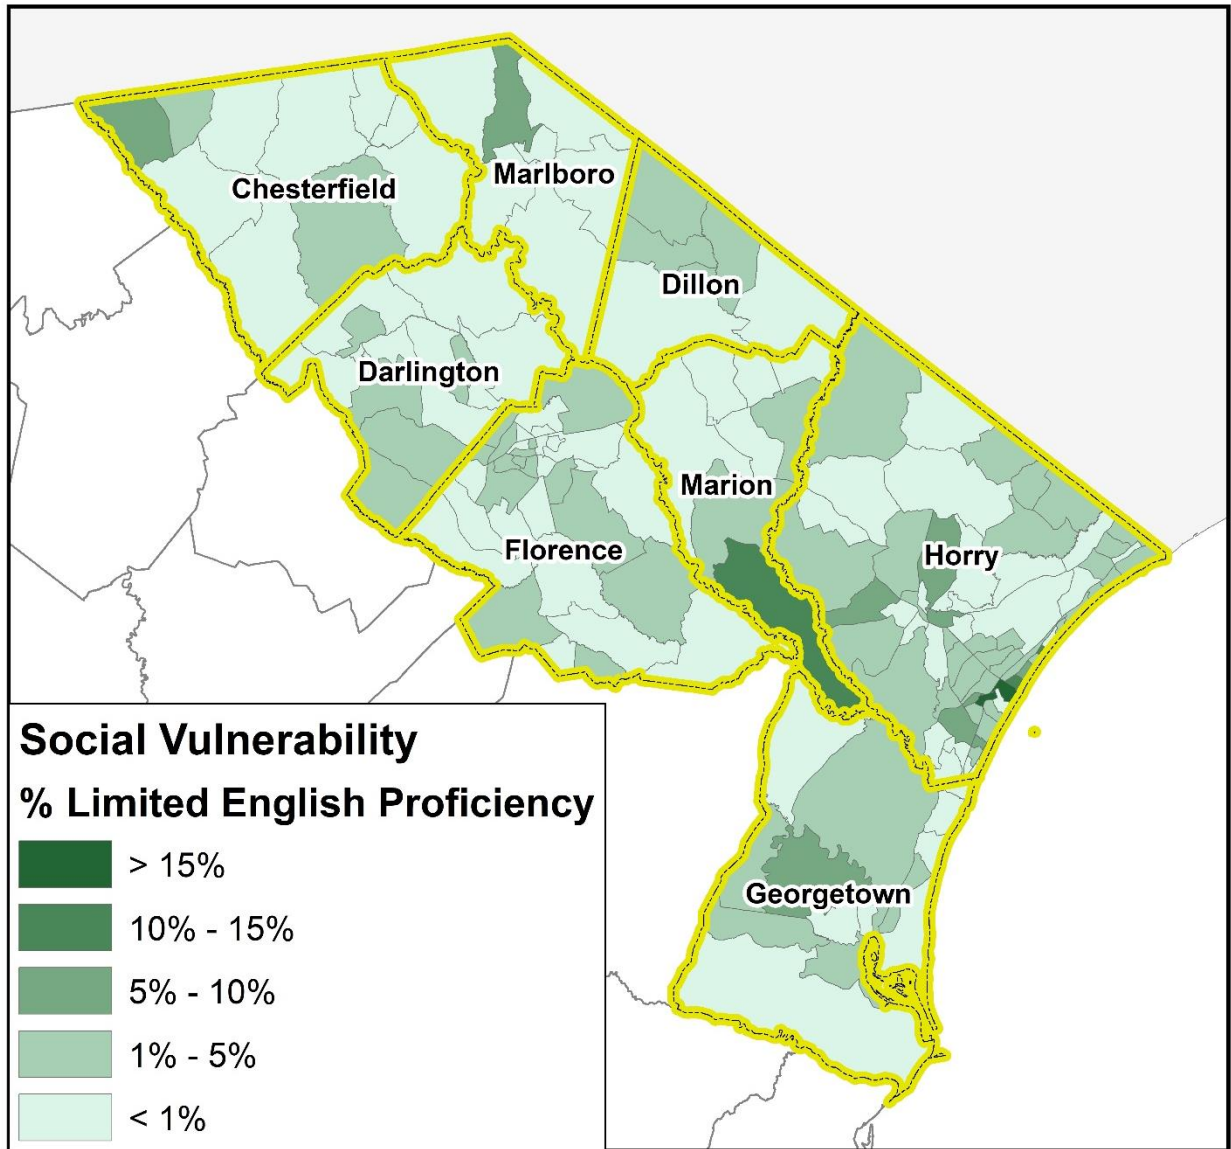 Chesterfield
Marlboro
Dillon
Darlington
Marion
Florence
Horry
Georgetown
Social Vulnerability
% Limited English Proficiency
> 15%
10% - 15%
5% - 10%
1% - 5%
< 1%